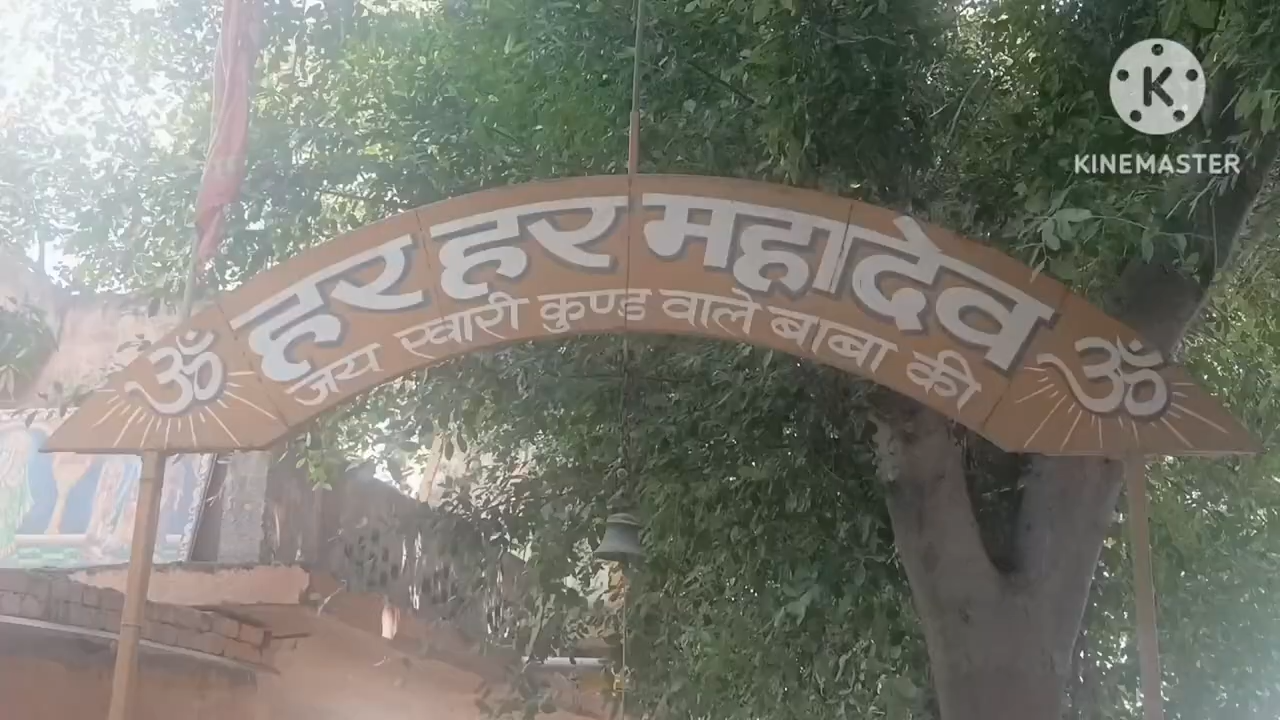 हर हर महादेव
ॐ जय खारी कुण्ड वाले बाबा की ॐ
K
KINEMASTER